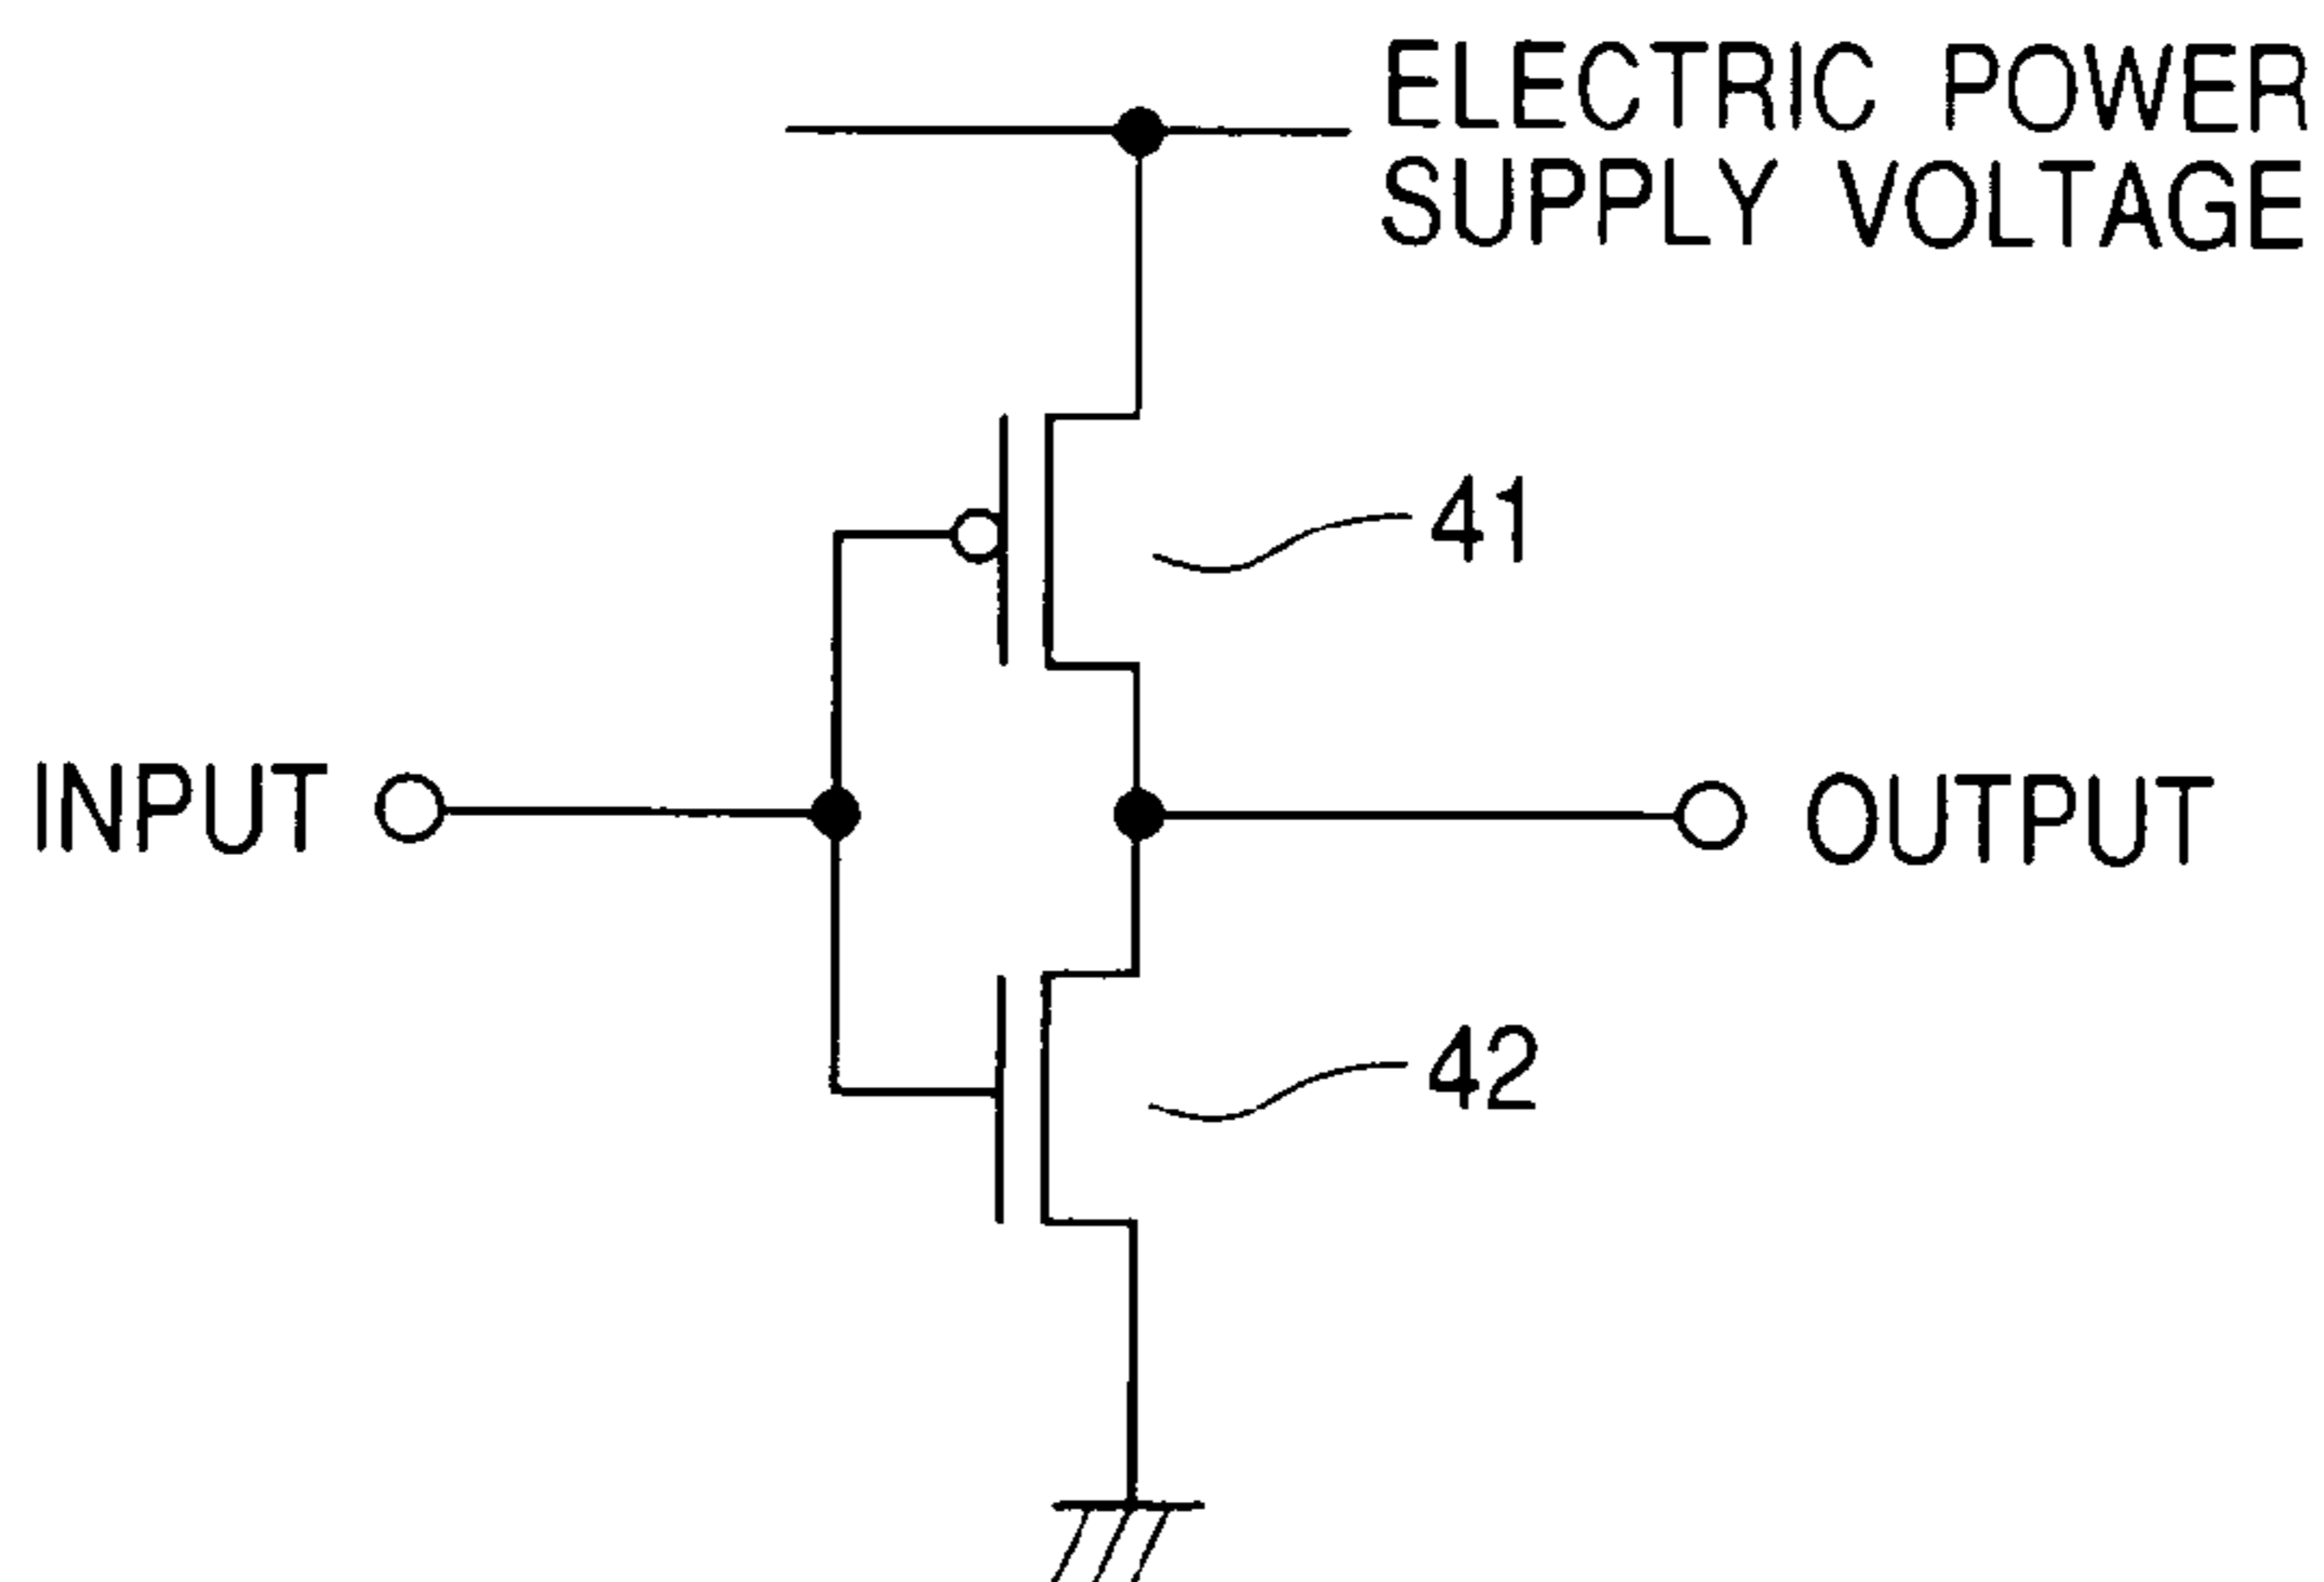 ELECTRIC POWER
SUPPLY VOLTAGE
41
INPUT
OUTPUT
42